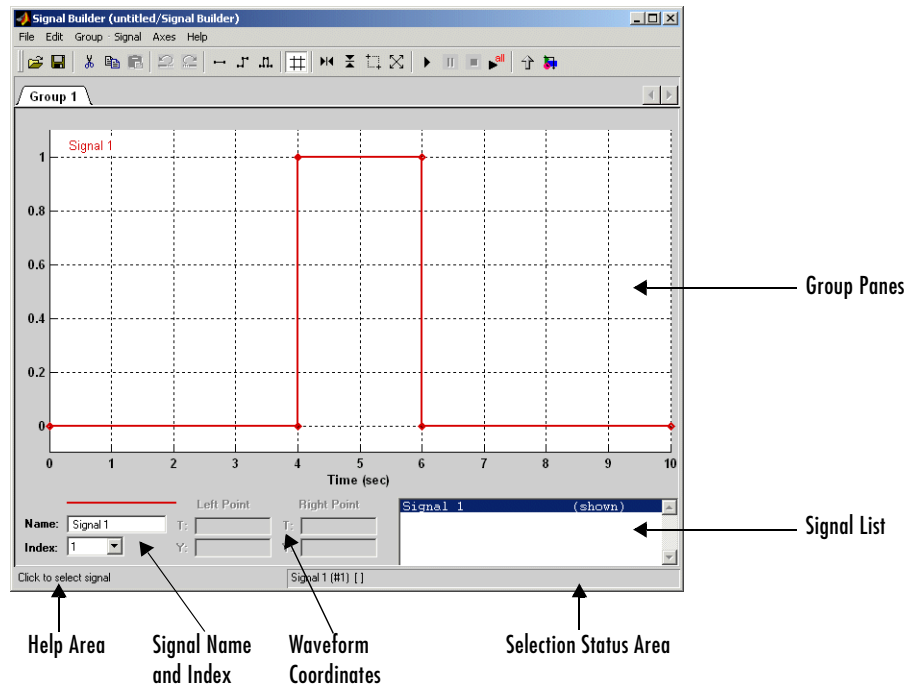 Signal Builder (untitled/Signal Builder)
File Edit Group Signal Axes Help
all
Group 1
Signal 1
1
0.8
0.6
0.4
0.2
0
0 1 2 3 4 5 6 7 8 9 10
Time (sec)
Group Panes
Left Point Right Point
Name: Signal 1 T: T:
Index: 1 Y:
Signal 1 (shown)
Signal List
Click to select signal
Signal 1 (#1) [ ]
Help Area
Signal Name
and Index
Waveform
Coordinates
Selection Status Area